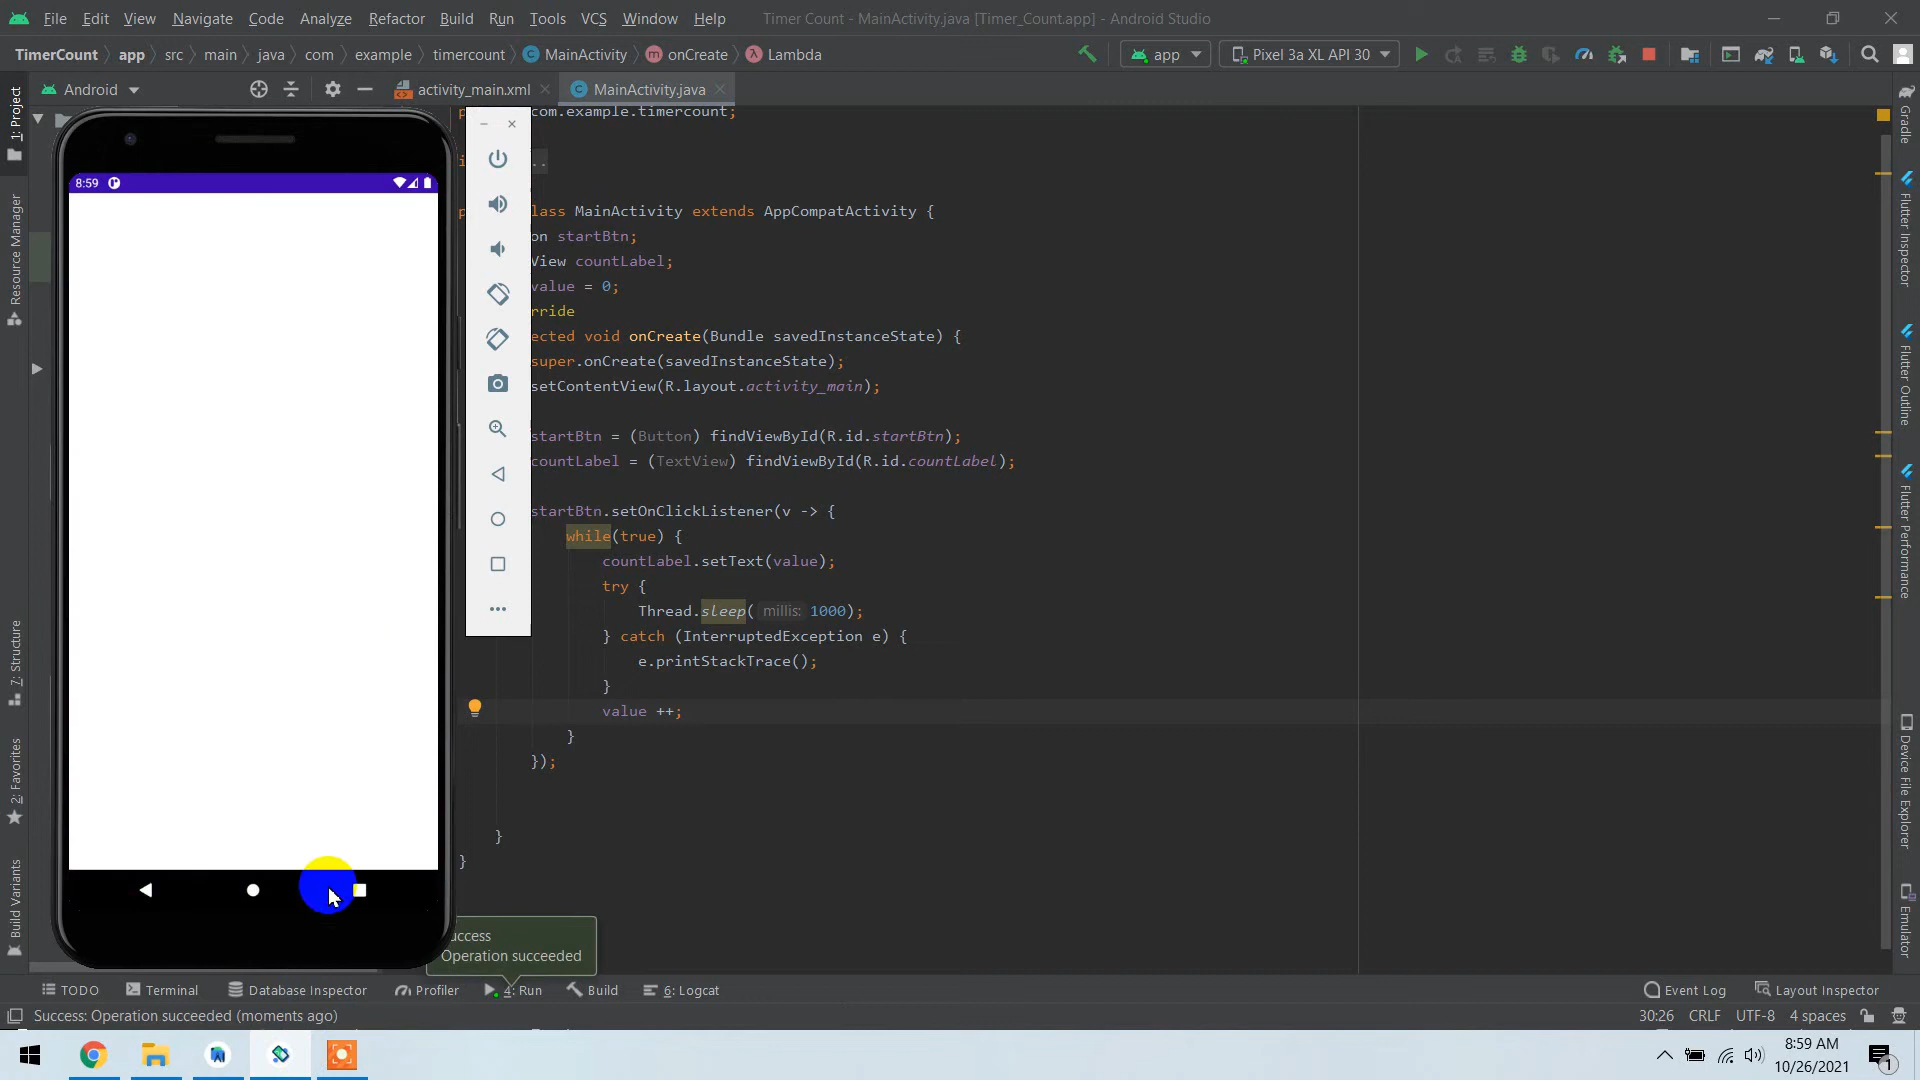 File Edit View Navigate Code Analyze Refactor Build Run Tools VCS Window Help Timer Count - MainActivity.java [Timer_Count.app] - Android Studio
TimerCount app src main java com example timercount MainActivity onCreate Lambda app Pixel 3a XL API 30
Android activity_main.xml MainActivity.java
com.example.timercount;
..
lass MainActivity extends AppCompatActivity {
on startBtn;
View countLabel;
value = 0;
rride
ected void onCreate(Bundle savedInstanceState) {
super.onCreate(savedInstanceState);
setContentView(R.layout.activity_main);
startBtn = (Button) findViewById(R.id.startBtn);
countLabel = (TextView) findViewById(R.id.countLabel);
startBtn.setOnClickListener(v -> {
while(true) {
countLabel.setText(value);
try {
Thread.sleep( millis: 1000);
} catch (InterruptedException e) {
e.printStackTrace();
}
value ++;
}
});
}
}
8:59
1: Project
Resource Manager
7: Structure
2: Favorites
Build Variants
Gradle
Flutter Inspector
Flutter Outline
Flutter Performance
Device File Explorer
Emulator
uccess
Operation succeeded
TODO Terminal Database Inspector Profiler 4: Run Build 6: Logcat Event Log Layout Inspector
Success: Operation succeeded (moments ago) 30:26 CRLF UTF-8 4 spaces
8:59 AM
10/26/2021
1